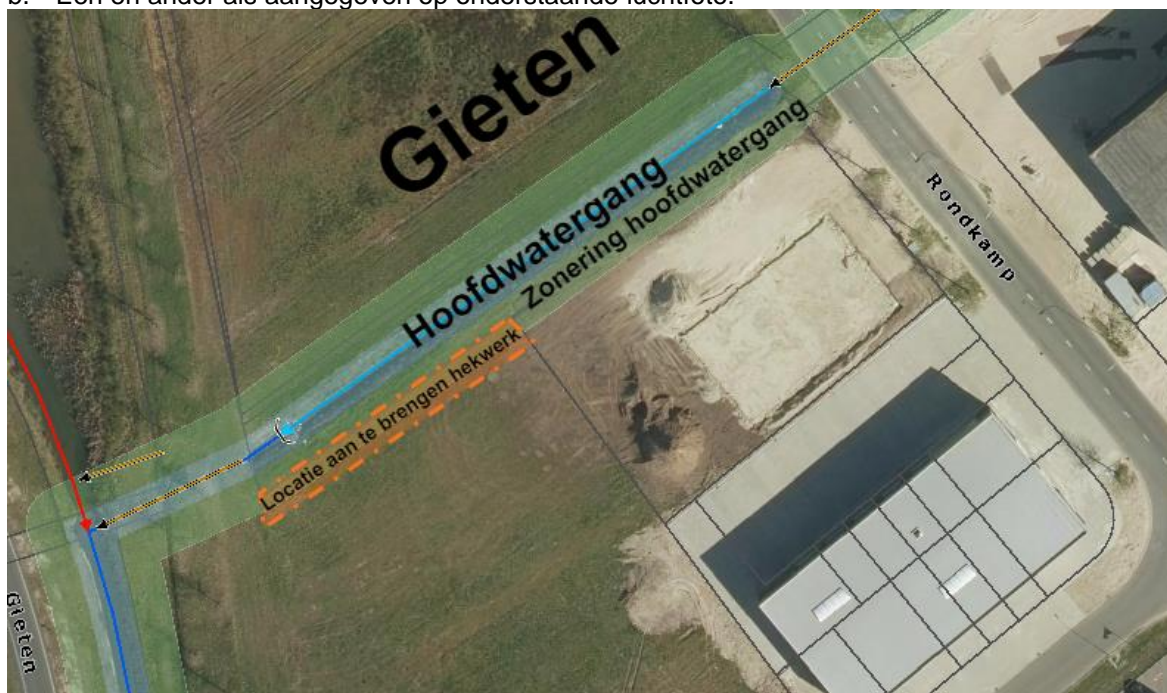 b. Een en ander als aangegeven op onderstaande luchtfoto.
Gieten
Hoofdwatergang
Zonering hoofdwatergang
Rondkamp
Locatie aan te brengen hekwerk
Gieten